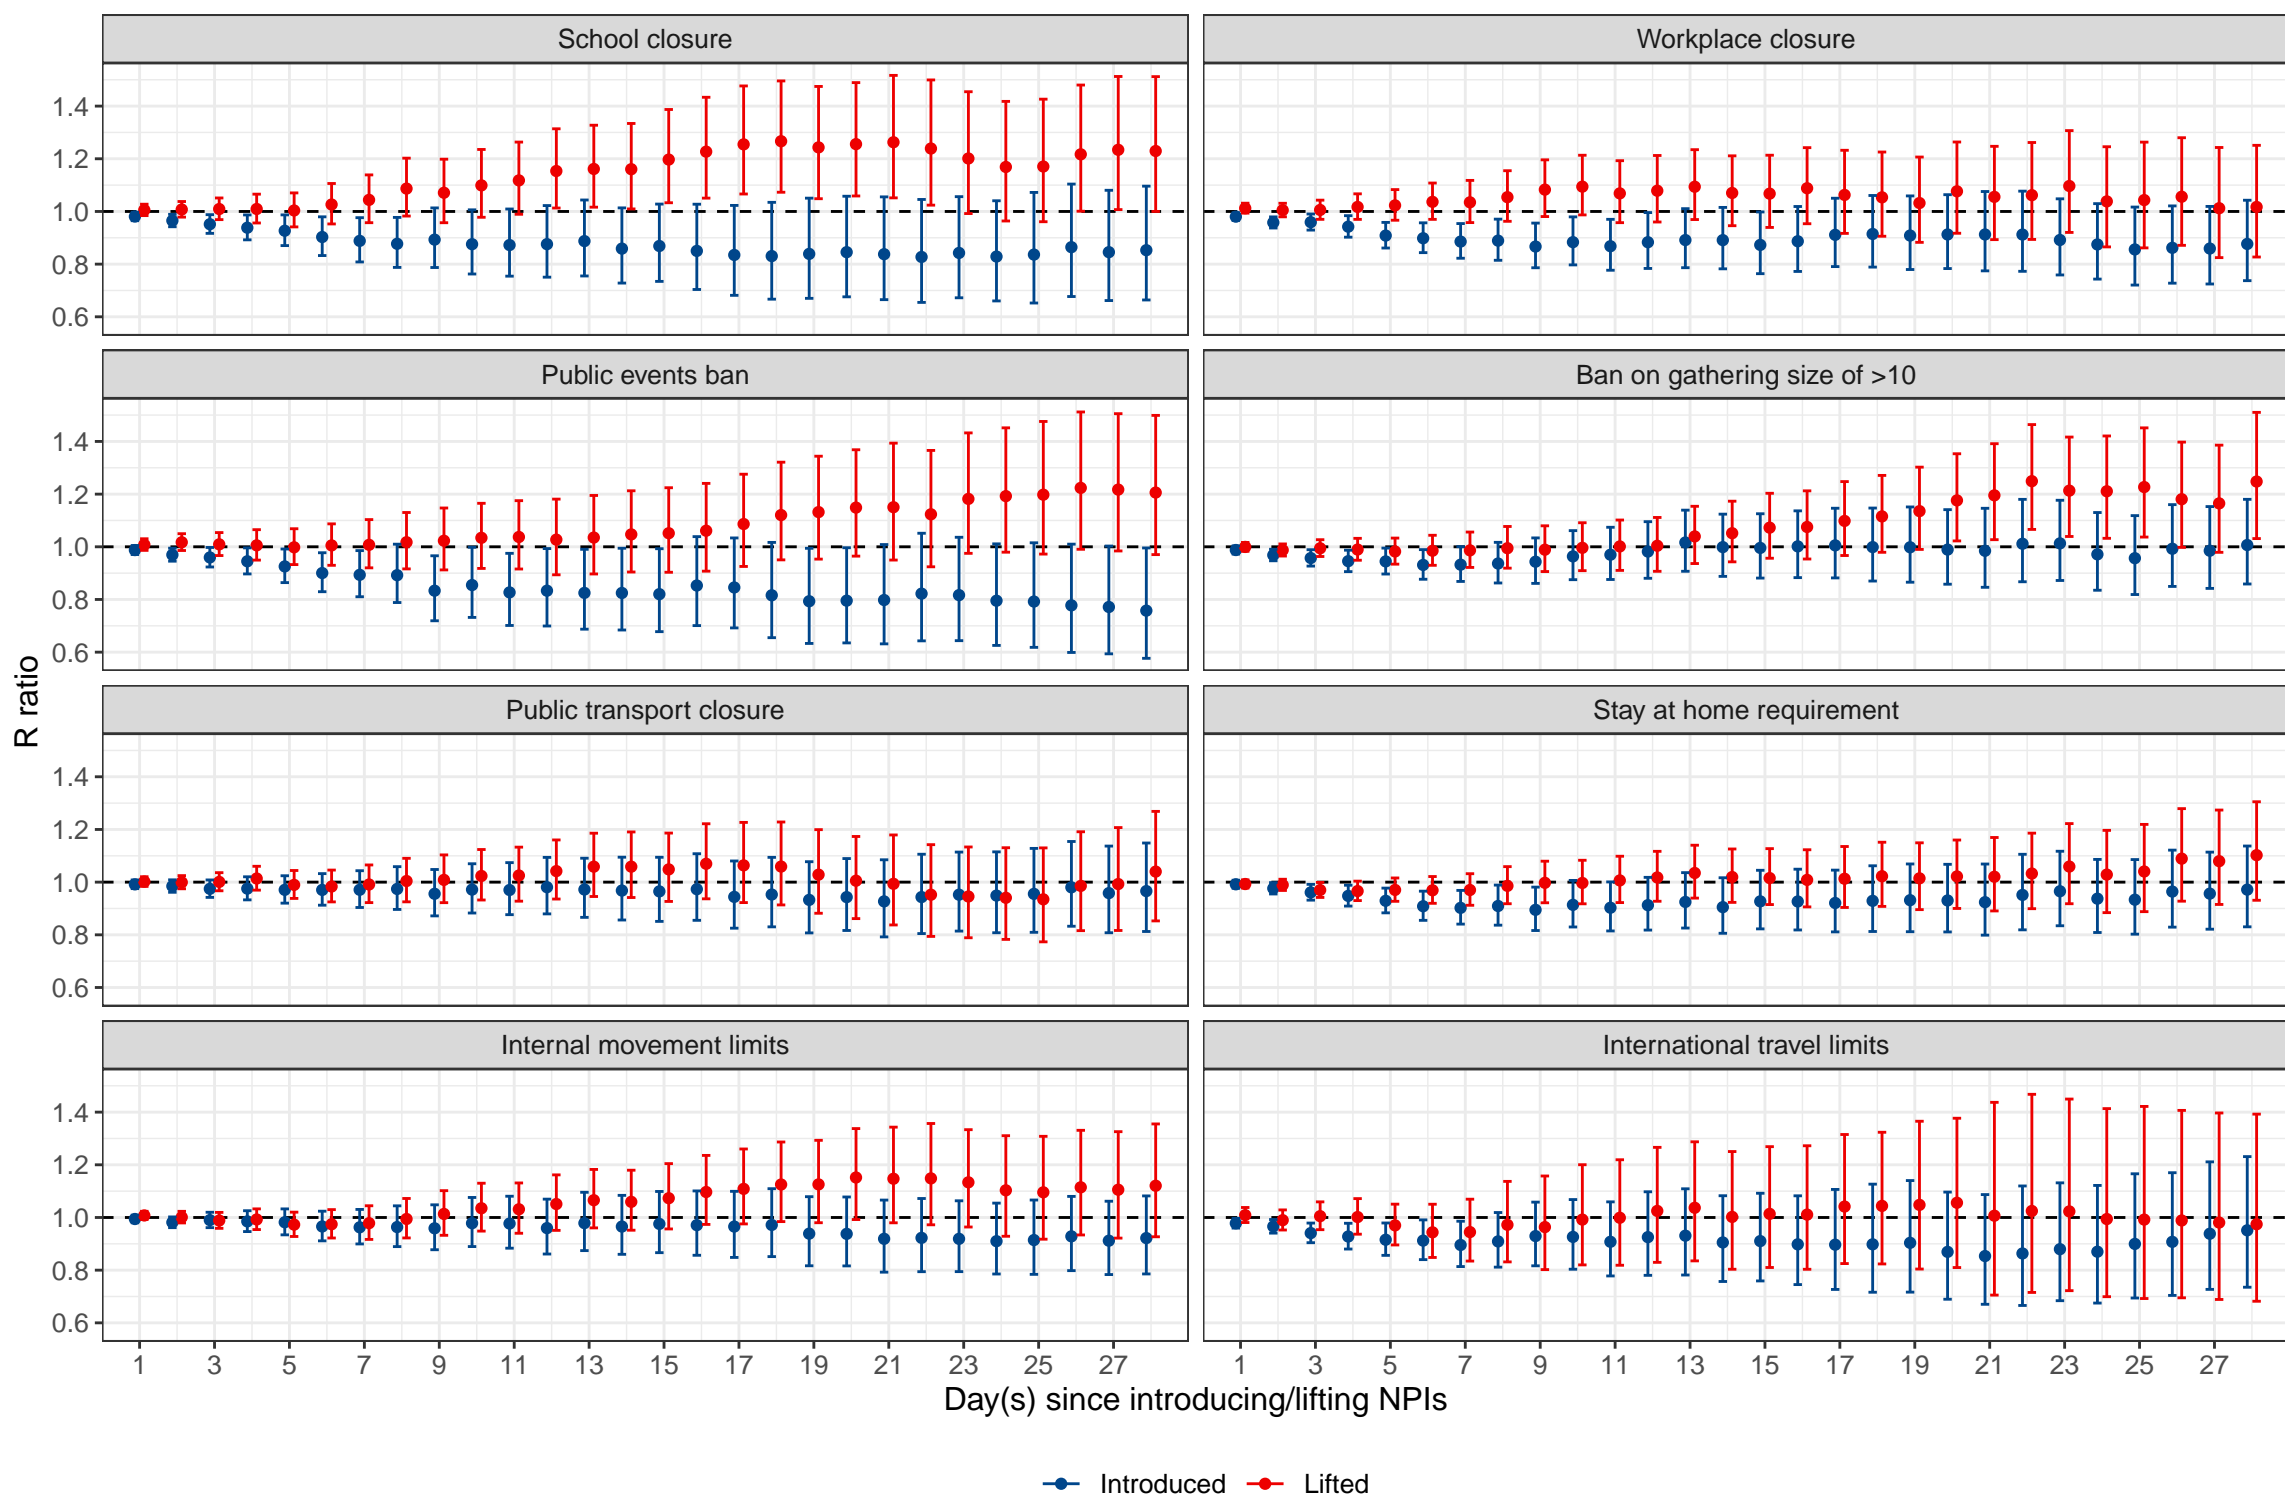 School closure
Workplace closure
1.4
1.2
1.0
0.8
0.6
Public events ban
Ban on gathering size of >10
1.4
1.2
1.0
0.8
0.6
R ratio
Public transport closure
Stay at home requirement
1.4
1.2
1.0
0.8
0.6
Internal movement limits
International travel limits
1.4
1.2
1.0
0.8
0.6
1 3 5 7 9 11 13 15 17 19 21 23 25 27
1 3 5 7 9 11 13 15 17 19 21 23 25 27
Day(s) since introducing/lifting NPIs
Introduced Lifted